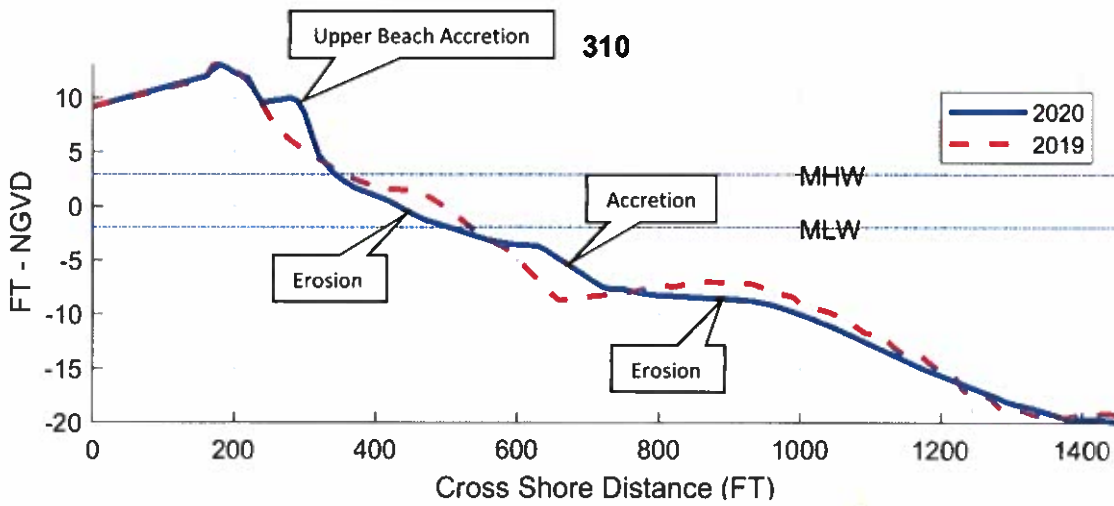 Upper Beach Accretion
310
10
5
0
-5
-10
-15
-20
FT - NGVD
2020
2019
MHW
MLW
Accretion
Erosion
Erosion
0
200
400
600
800
1000
1200
1400
Cross Shore Distance (FT)